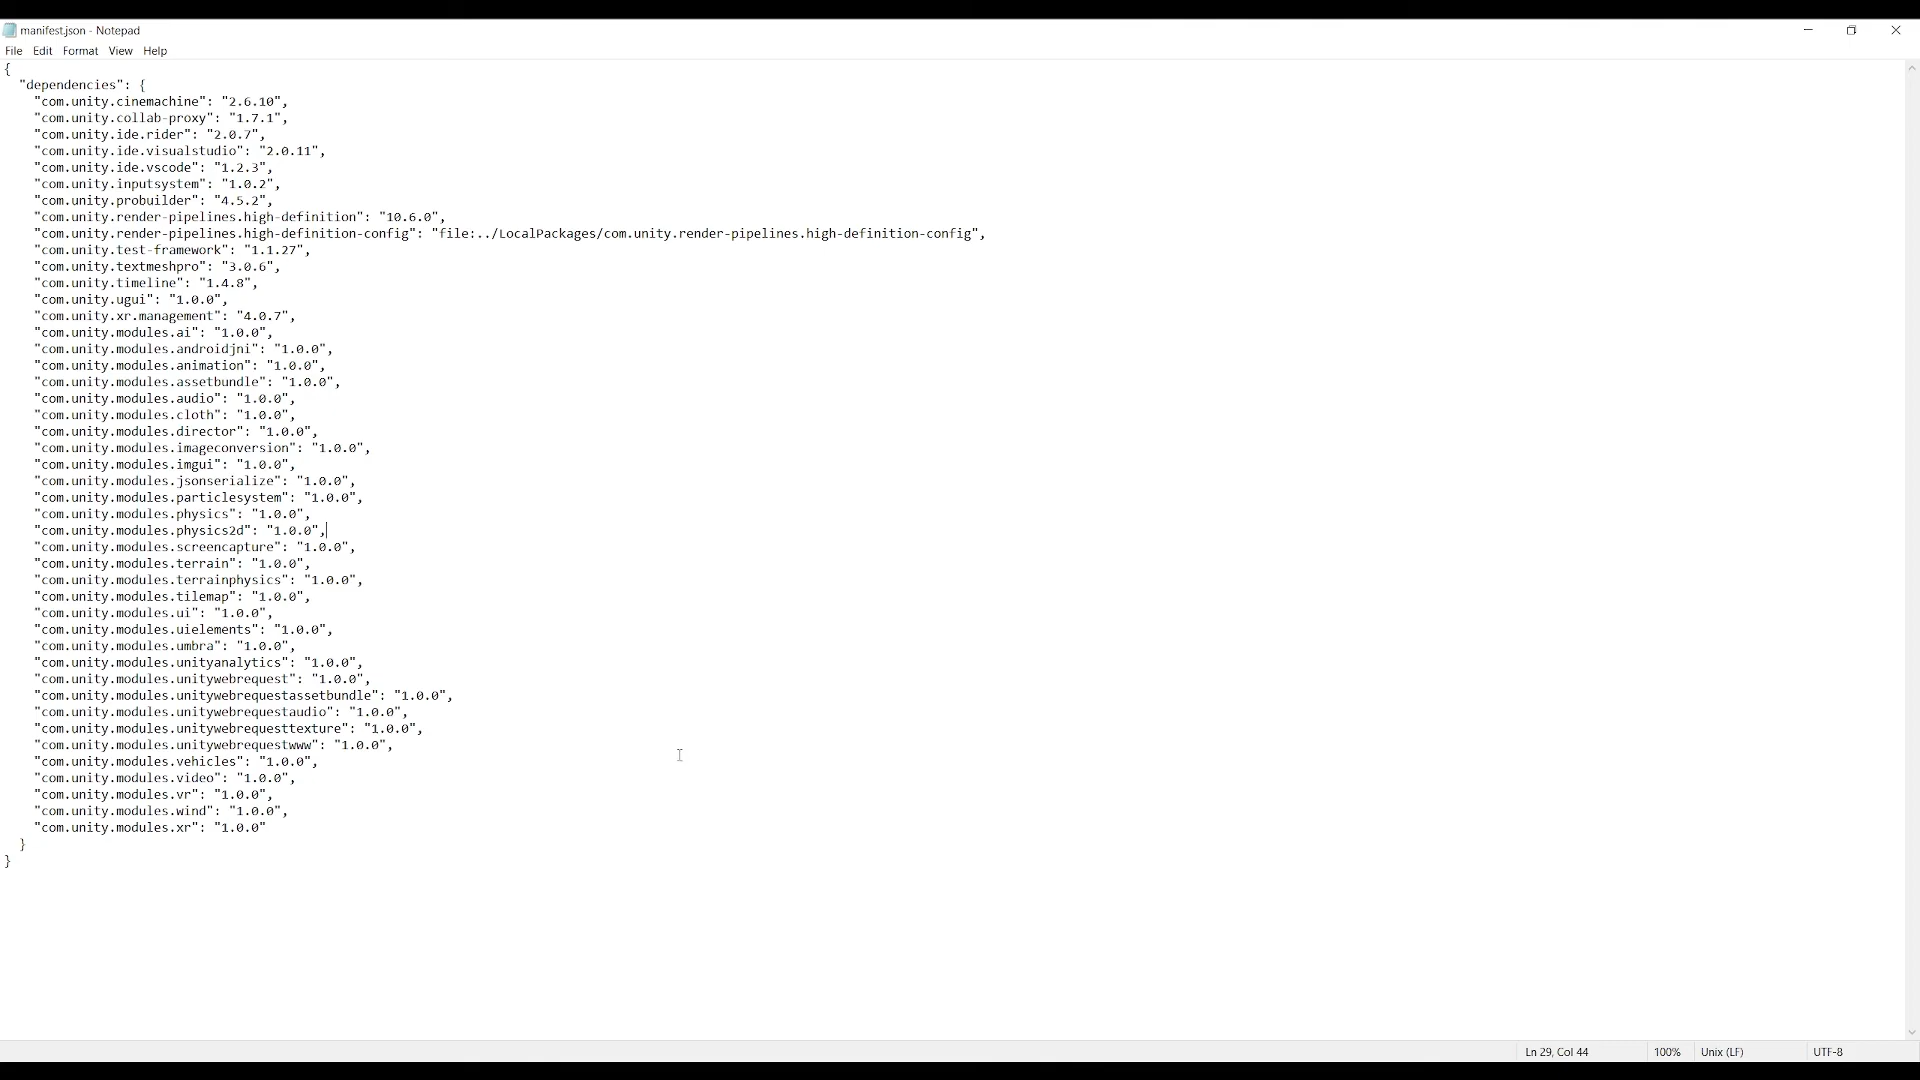 manifest.json - Notepad
File Edit Format View Help
{
  "dependencies": {
    "com.unity.cinemachine": "2.6.10",
    "com.unity.collab-proxy": "1.7.1",
    "com.unity.ide.rider": "2.0.7",
    "com.unity.ide.visualstudio": "2.0.11",
    "com.unity.ide.vscode": "1.2.3",
    "com.unity.inputsystem": "1.0.2",
    "com.unity.probuilder": "4.5.2",
    "com.unity.render-pipelines.high-definition": "10.6.0",
    "com.unity.render-pipelines.high-definition-config": "file:../LocalPackages/com.unity.render-pipelines.high-definition-config",
    "com.unity.test-framework": "1.1.27",
    "com.unity.textmeshpro": "3.0.6",
    "com.unity.timeline": "1.4.8",
    "com.unity.ugui": "1.0.0",
    "com.unity.xr.management": "4.0.7",
    "com.unity.modules.ai": "1.0.0",
    "com.unity.modules.androidjni": "1.0.0",
    "com.unity.modules.animation": "1.0.0",
    "com.unity.modules.assetbundle": "1.0.0",
    "com.unity.modules.audio": "1.0.0",
    "com.unity.modules.cloth": "1.0.0",
    "com.unity.modules.director": "1.0.0",
    "com.unity.modules.imageconversion": "1.0.0",
    "com.unity.modules.imgui": "1.0.0",
    "com.unity.modules.jsonserialize": "1.0.0",
    "com.unity.modules.particlesystem": "1.0.0",
    "com.unity.modules.physics": "1.0.0",
    "com.unity.modules.physics2d": "1.0.0",
    "com.unity.modules.screencapture": "1.0.0",
    "com.unity.modules.terrain": "1.0.0",
    "com.unity.modules.terrainphysics": "1.0.0",
    "com.unity.modules.tilemap": "1.0.0",
    "com.unity.modules.ui": "1.0.0",
    "com.unity.modules.uielements": "1.0.0",
    "com.unity.modules.umbra": "1.0.0",
    "com.unity.modules.unityanalytics": "1.0.0",
    "com.unity.modules.unitywebrequest": "1.0.0",
    "com.unity.modules.unitywebrequestassetbundle": "1.0.0",
    "com.unity.modules.unitywebrequestaudio": "1.0.0",
    "com.unity.modules.unitywebrequesttexture": "1.0.0",
    "com.unity.modules.unitywebrequestwww": "1.0.0",
    "com.unity.modules.vehicles": "1.0.0",
    "com.unity.modules.video": "1.0.0",
    "com.unity.modules.vr": "1.0.0",
    "com.unity.modules.wind": "1.0.0",
    "com.unity.modules.xr": "1.0.0"
  }
}
Ln 29, Col 44 100% Unix (LF) UTF-8